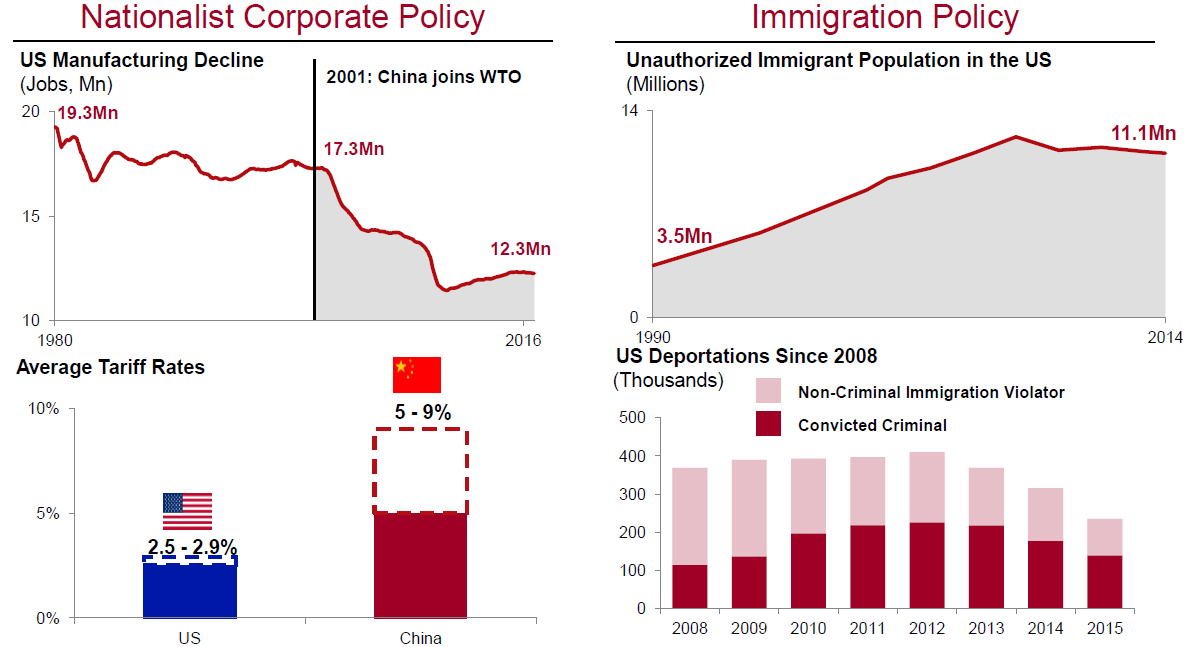 Nationalist Corporate Policy
US Manufacturing Decline
(Jobs, Mn)
2001: China joins WTO
20
19.3Mn
17.3Mn
15
12.3Mn
10
1980
2016
Average Tariff Rates
10%
5 - 9%
5%
2.5 - 2.9%
0%
US
China
Immigration Policy
Unauthorized Immigrant Population in the US
(Millions)
14
11.1Mn
3.5Mn
0
1990
2014
US Deportations Since 2008
(Thousands)
Non-Criminal Immigration Violator
Convicted Criminal
500
400
300
200
100
0
2008 2009 2010 2011 2012 2013 2014 2015